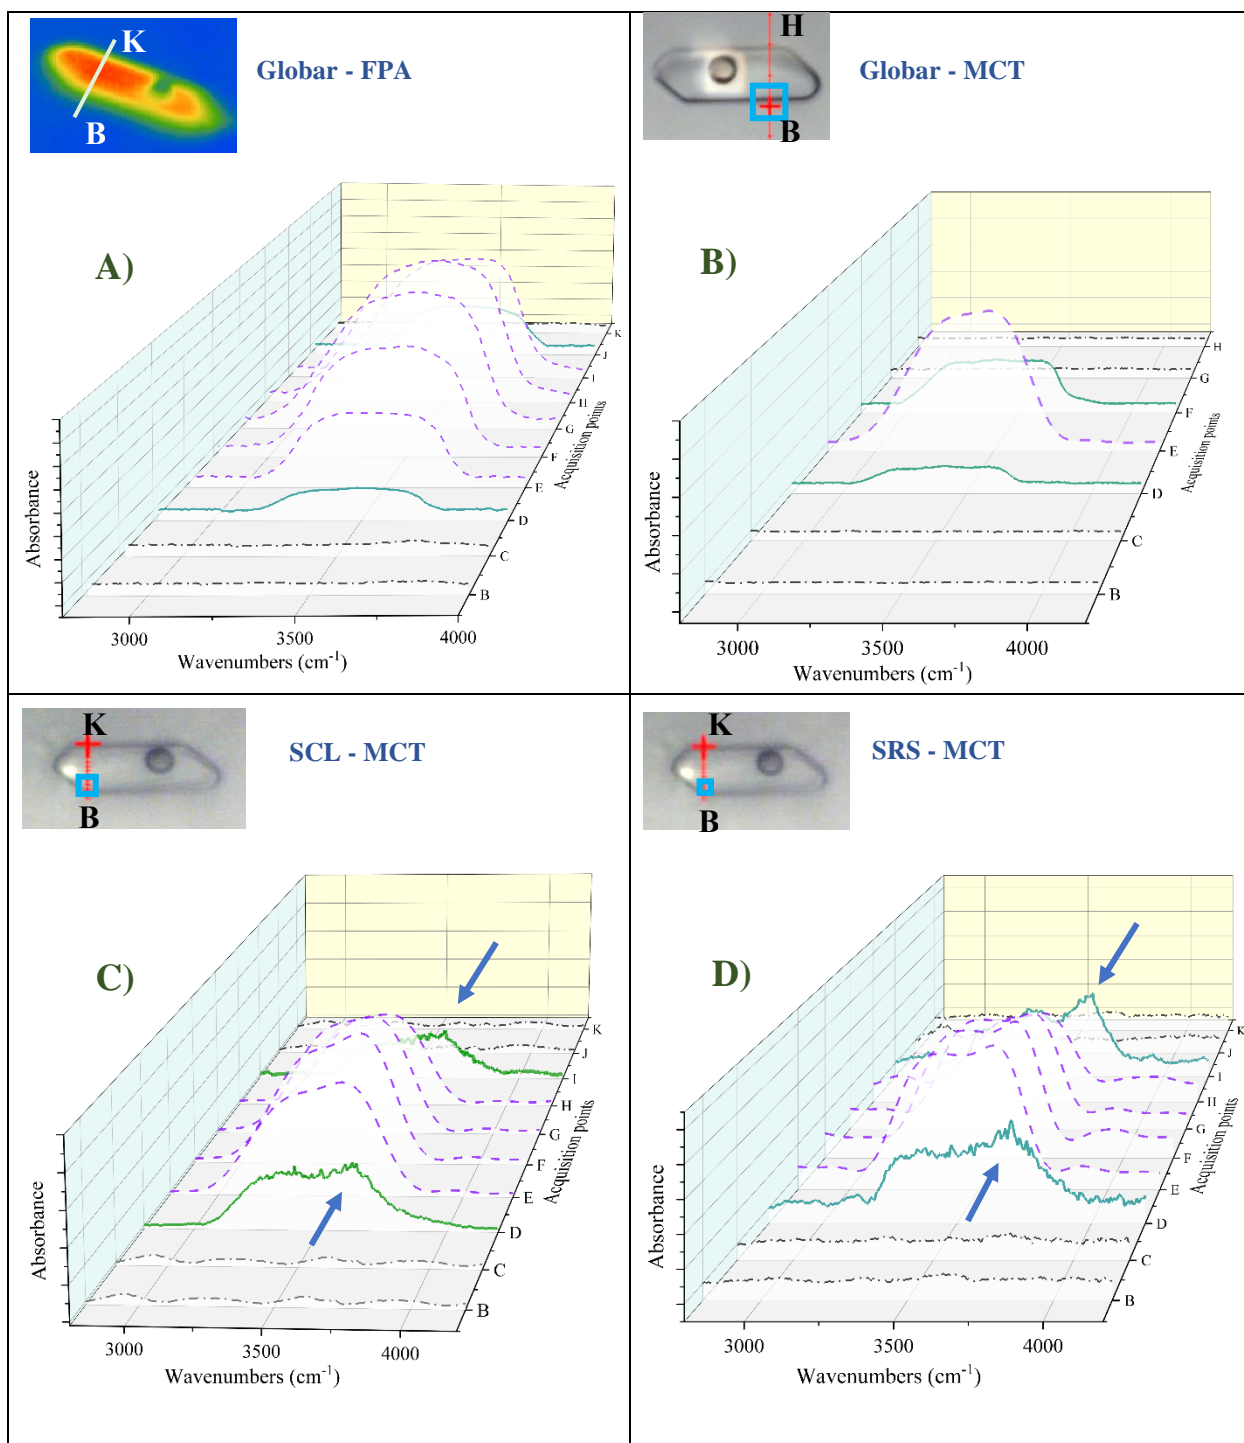 K
B
Globar - FPA
A)
K
J
I
H
G
F
E
D
C
B
Acquisition points
Absorbance
3000 3500 4000
Wavenumbers (cm⁻¹)
H
B
Globar - MCT
B)
H
G
F
E
D
C
B
Acquisition points
Absorbance
3000 3500 4000
Wavenumbers (cm⁻¹)
K
B
SCL - MCT
C)
K
J
I
H
G
F
E
D
C
B
Acquisition points
Absorbance
3000 3500 4000
Wavenumbers (cm⁻¹)
K
B
SRS - MCT
D)
K
J
I
H
G
F
E
D
C
B
Acquisition points
Absorbance
3000 3500 4000
Wavenumbers (cm⁻¹)